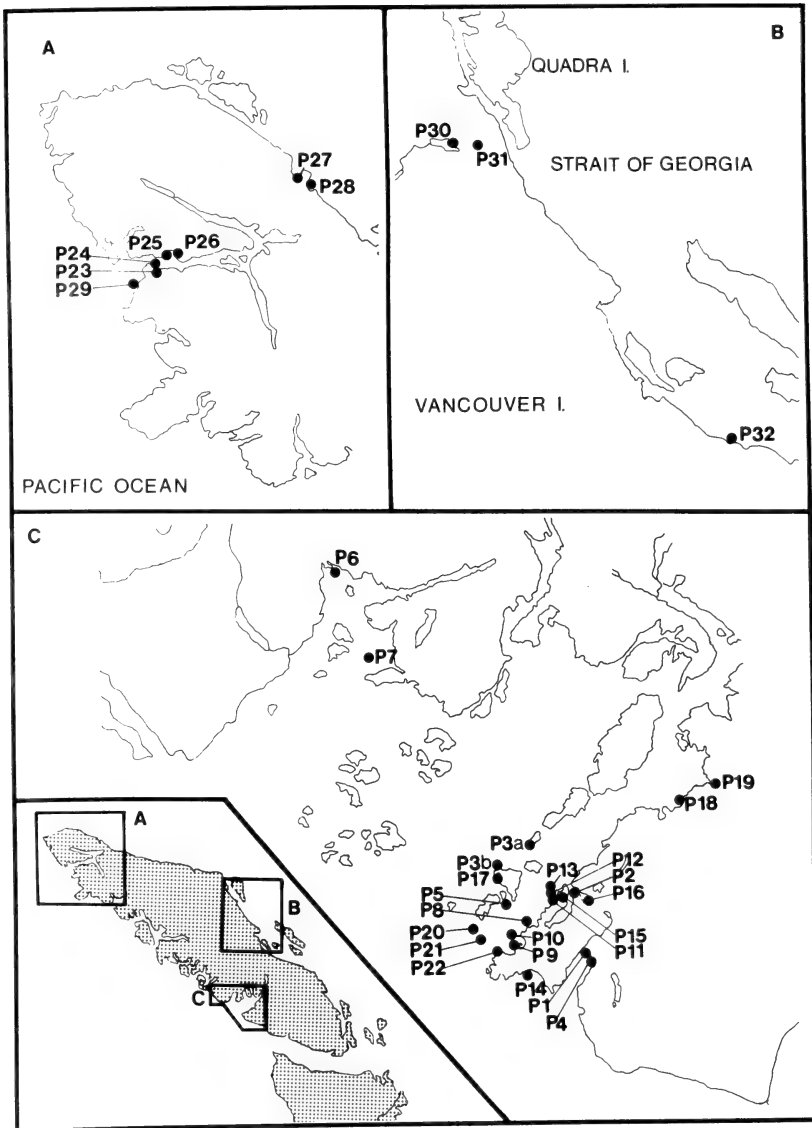 A
P27
P28
P25
P26
P24
P23
P29
PACIFIC OCEAN
B
QUADRA I.
P30
P31
STRAIT OF GEORGIA
VANCOUVER I.
P32
C
P6
P7
P19
P18
P3a
P3b
P17
P13
P12
P2
P16
P5
P8
P20
P21
P22
P10
P9
P15
P11
P14
P1
P4
A
B
C